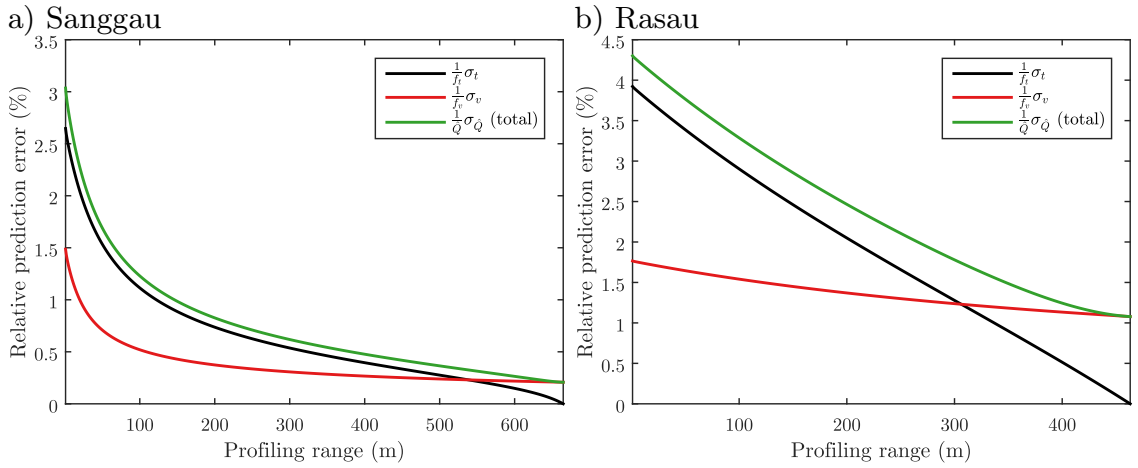 a) Sanggau
3.5
3
2.5
2
1.5
1
0.5
0
100 200 300 400 500 600
Relative prediction error (%)
Profiling range (m)
1/f_t σ_t
1/f_v σ_v
1/Q̂ σ_Q̂ (total)
b) Rasau
4.5
4
3.5
3
2.5
2
1.5
1
0.5
0
100 200 300 400
Relative prediction error (%)
Profiling range (m)
1/f_t σ_t
1/f_v σ_v
1/Q̂ σ_Q̂ (total)